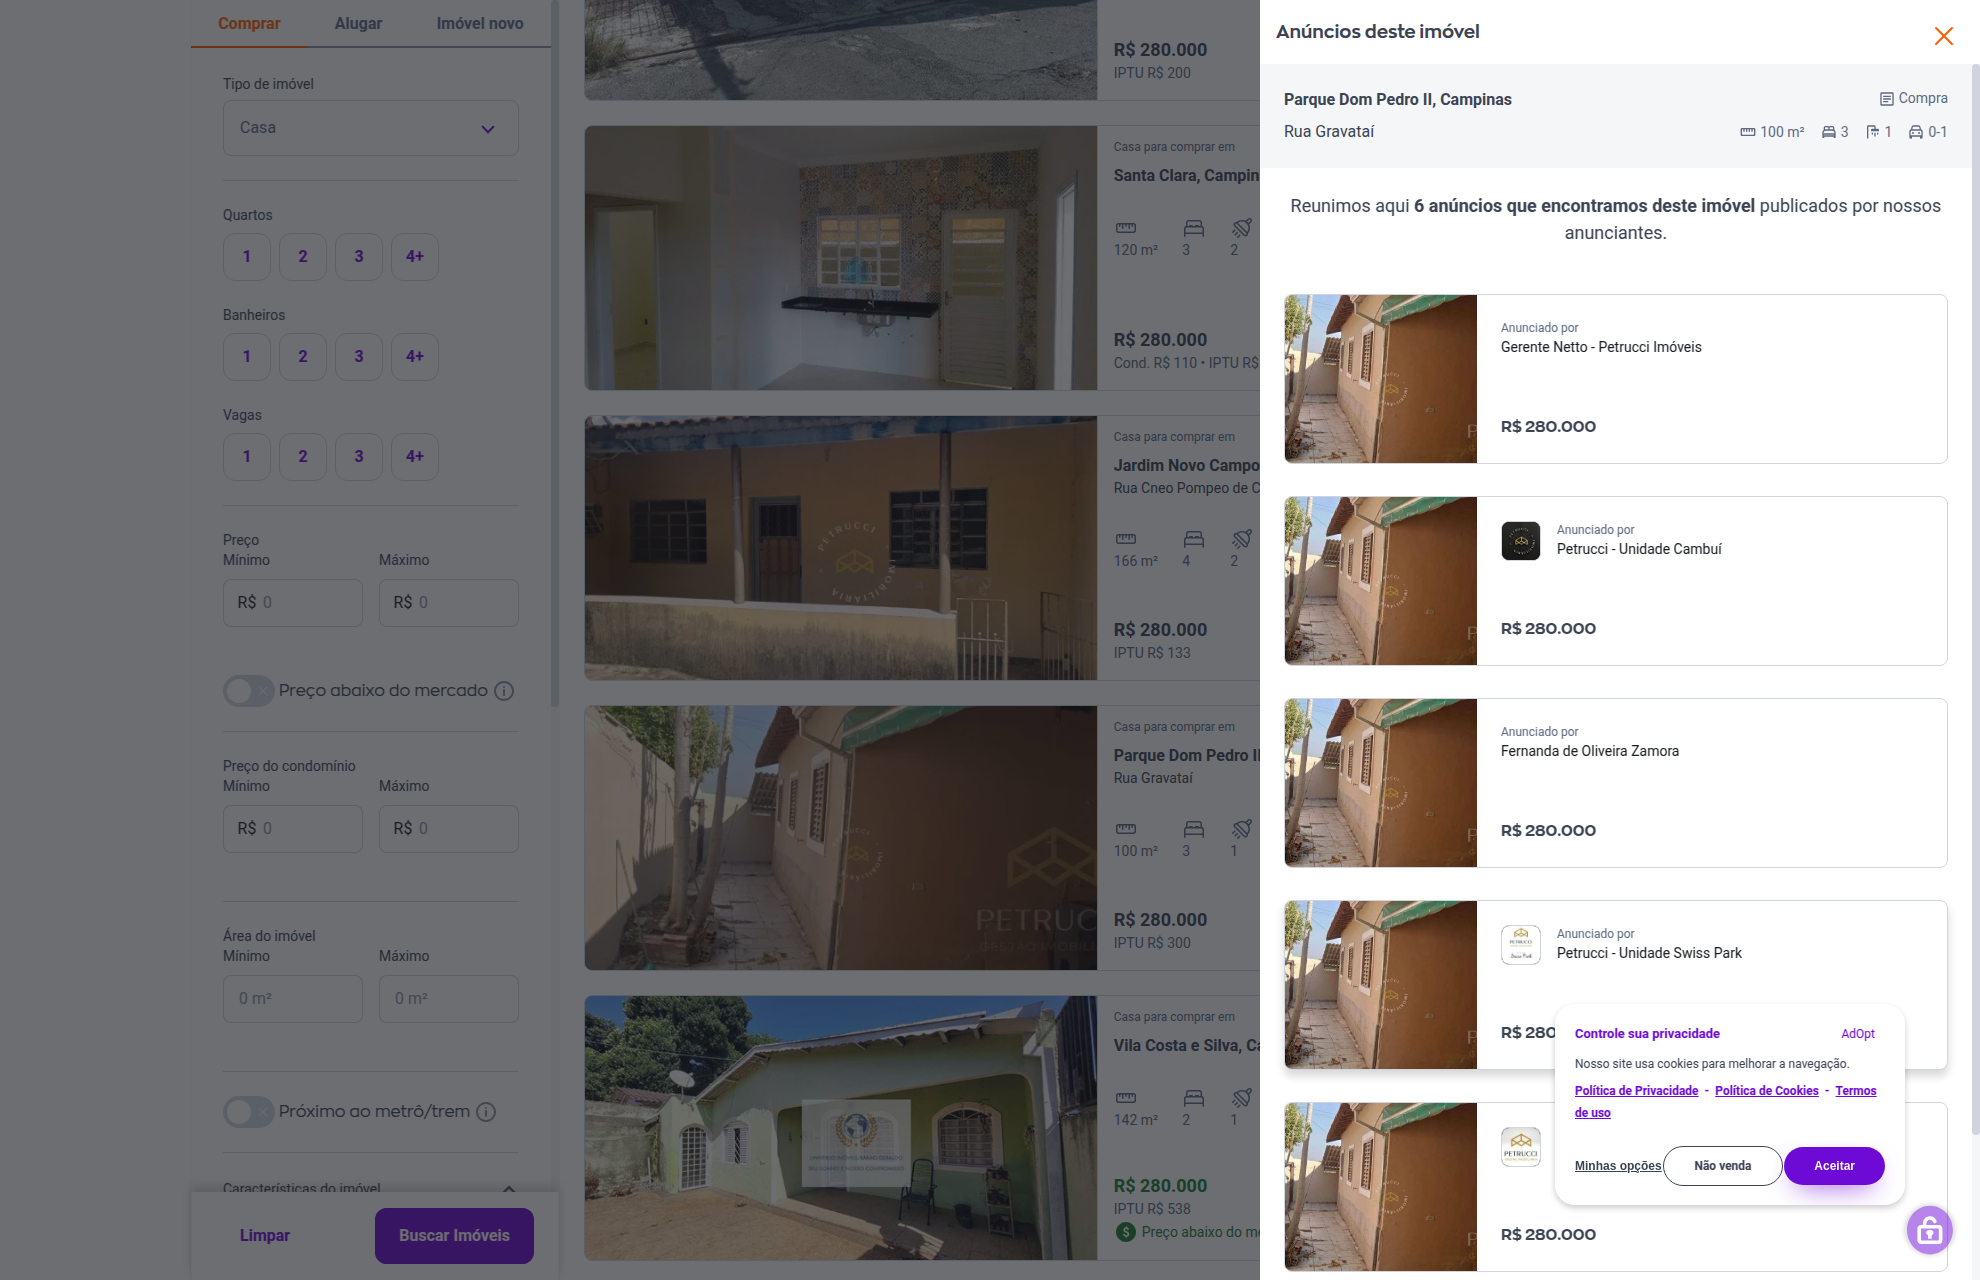 Comprar
Alugar
Imóvel novo
Tipo de imóvel
Casa
Quartos
1
2
3
4+
Banheiros
1
2
3
4+
Vagas
1
2
3
4+
Preço
Mínimo
Máximo
R$ 0
R$ 0
Preço abaixo do mercado
Preço do condomínio
Mínimo
Máximo
R$ 0
R$ 0
Área do imóvel
Mínimo
Máximo
0 m²
0 m²
Próximo ao metrô/trem
Características do imóvel
Limpar
Buscar Imóveis
R$ 280.000
IPTU R$ 200
Casa para comprar em
Santa Clara, Campin
120 m²
3
2
R$ 280.000
Cond. R$ 110 • IPTU R$
PETRUCCI
IMOBILIÁRIA
Casa para comprar em
Jardim Novo Campo
Rua Cneo Pompeo de C
166 m²
4
2
R$ 280.000
IPTU R$ 133
PETRUCC
Casa para comprar em
Parque Dom Pedro II
Rua Gravataí
100 m²
3
1
R$ 280.000
IPTU R$ 300
Casa para comprar em
Vila Costa e Silva, Ca
142 m²
2
1
R$ 280.000
IPTU R$ 538
Preço abaixo do me
Anúncios deste imóvel
Parque Dom Pedro II, Campinas
Compra
Rua Gravataí
100 m²
3
1
0-1
Reunimos aqui 6 anúncios que encontramos deste imóvel publicados por nossos
anunciantes.
Anunciado por
Gerente Netto - Petrucci Imóveis
R$ 280.000
Anunciado por
Petrucci - Unidade Cambuí
R$ 280.000
Anunciado por
Fernanda de Oliveira Zamora
R$ 280.000
PETRUCCI
Anunciado por
Petrucci - Unidade Swiss Park
R$ 280
PETRUCCI
R$ 280.000
Controle sua privacidade
AdOpt
Nosso site usa cookies para melhorar a navegação.
Política de Privacidade - Política de Cookies - Termos
de uso
Minhas opções
Não venda
Aceitar